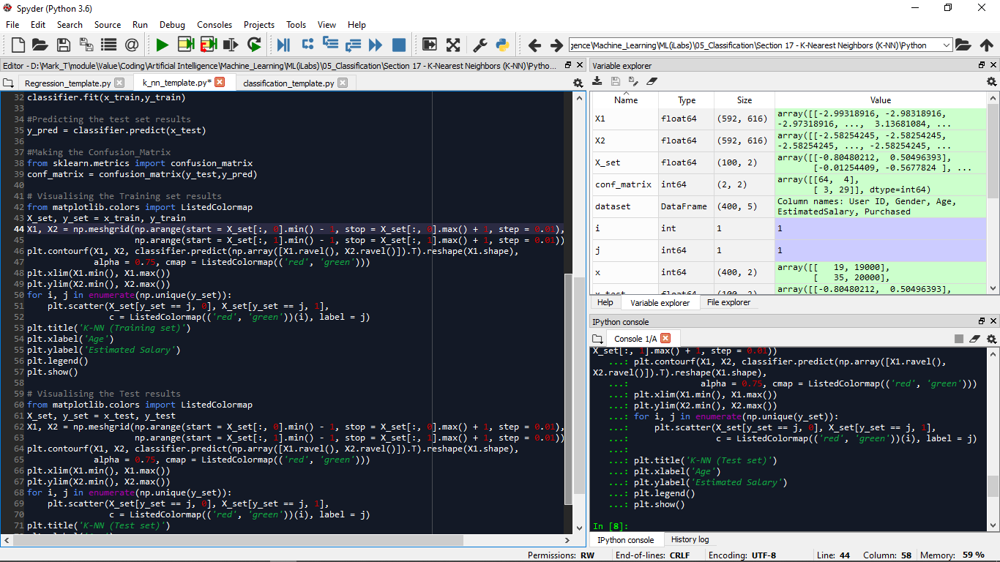 Spyder (Python 3.6)
File Edit Search Source Run Debug Consoles Projects Tools View Help
gence\Machine_Learning\ML(iLabs)\05_Classification\Section 17 - K-Nearest Neighbors (K-NN)\Python
Editor - D:\Mark_T\module\Value\Coding\Artificial Intelligence\Machine_Learning\ML(iLabs)\05_Classification\Section 17 - K-Nearest Neighbors (K-NN)\Pytho...
Regression_template.py k_nn_template.py* classification_template.py
32 classifier.fit(x_train,y_train)
33
34 #Predicting the test set results
35 y_pred = classifier.predict(x_test)
36
37 #Making the Confusion_Matrix
38 from sklearn.metrics import confusion_matrix
39 conf_matrix = confusion_matrix(y_test,y_pred)
40
41 # Visualising the Training set results
42 from matplotlib.colors import ListedColormap
43 X_set, y_set = x_train, y_train
44 X1, X2 = np.meshgrid(np.arange(start = X_set[:, 0].min() - 1, stop = X_set[:, 0].max() + 1, step = 0.01),
45 np.arange(start = X_set[:, 1].min() - 1, stop = X_set[:, 1].max() + 1, step = 0.01))
46 plt.contourf(X1, X2, classifier.predict(np.array([X1.ravel(), X2.ravel()]).T).reshape(X1.shape),
47 alpha = 0.75, cmap = ListedColormap(('red', 'green')))
48 plt.xlim(X1.min(), X1.max())
49 plt.ylim(X2.min(), X2.max())
50 for i, j in enumerate(np.unique(y_set)):
51 plt.scatter(X_set[y_set == j, 0], X_set[y_set == j, 1],
52 c = ListedColormap(('red', 'green'))(i), label = j)
53 plt.title('K-NN (Training set)')
54 plt.xlabel('Age')
55 plt.ylabel('Estimated Salary')
56 plt.legend()
57 plt.show()
58
59 # Visualising the Test results
60 from matplotlib.colors import ListedColormap
61 X_set, y_set = x_test, y_test
62 X1, X2 = np.meshgrid(np.arange(start = X_set[:, 0].min() - 1, stop = X_set[:, 0].max() + 1, step = 0.01),
63 np.arange(start = X_set[:, 1].min() - 1, stop = X_set[:, 1].max() + 1, step = 0.01))
64 plt.contourf(X1, X2, classifier.predict(np.array([X1.ravel(), X2.ravel()]).T).reshape(X1.shape),
65 alpha = 0.75, cmap = ListedColormap(('red', 'green')))
66 plt.xlim(X1.min(), X1.max())
67 plt.ylim(X2.min(), X2.max())
68 for i, j in enumerate(np.unique(y_set)):
69 plt.scatter(X_set[y_set == j, 0], X_set[y_set == j, 1],
70 c = ListedColormap(('red', 'green'))(i), label = j)
71 plt.title('K-NN (Test set)')
Variable explorer
Name Type Size Value
X1 float64 (592, 616) array([[-2.99318916, -2.98318916,
-2.97318916, ..., 3.13681084, ...
X2 float64 (592, 616) array([[-2.58254245, -2.58254245,
-2.58254245, ..., -2.58254245, ...
X_set float64 (100, 2) array([[-0.80480212, 0.50496393],
[-0.01254409, -0.5677824 ], ...
conf_matrix int64 (2, 2) array([[64, 4],
[ 3, 29]], dtype=int64)
dataset DataFrame (400, 5) Column names: User ID, Gender, Age,
EstimatedSalary, Purchased
i int 1 1
j int64 1 1
x int64 (400, 2) array([[ 19, 19000],
[ 35, 20000],
x_test float64 (100, 2) array([[-0.80480212, 0.50496393],
Help Variable explorer File explorer
IPython console
Console 1/A
X_set[:, 1].max() + 1, step = 0.01))
...: plt.contourf(X1, X2, classifier.predict(np.array([X1.ravel(),
X2.ravel()]).T).reshape(X1.shape),
...: alpha = 0.75, cmap = ListedColormap(('red', 'green')))
...: plt.xlim(X1.min(), X1.max())
...: plt.ylim(X2.min(), X2.max())
...: for i, j in enumerate(np.unique(y_set)):
...: plt.scatter(X_set[y_set == j, 0], X_set[y_set == j, 1],
...: c = ListedColormap(('red', 'green'))(i), label = j)
...:
...: plt.title('K-NN (Test set)')
...: plt.xlabel('Age')
...: plt.ylabel('Estimated Salary')
...: plt.legend()
...: plt.show()
In [8]:
IPython console History log
Permissions: RW End-of-lines: CRLF Encoding: UTF-8 Line: 44 Column: 58 Memory: 59 %